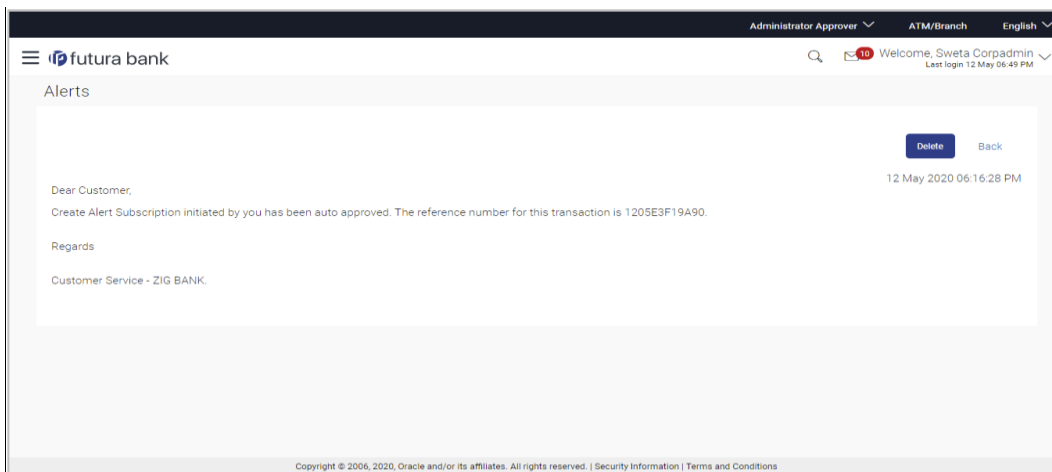 Administrator Approver ATM/Branch English
futura bank 10 Welcome, Sweta Corpadmin
Last login 12 May 06:49 PM
Alerts
Delete Back
12 May 2020 06:16:28 PM
Dear Customer,
Create Alert Subscription initiated by you has been auto approved. The reference number for this transaction is 1205E3F19A90.
Regards
Customer Service - ZIG BANK.
Copyright © 2006, 2020, Oracle and/or its affiliates. All rights reserved. | Security Information | Terms and Conditions